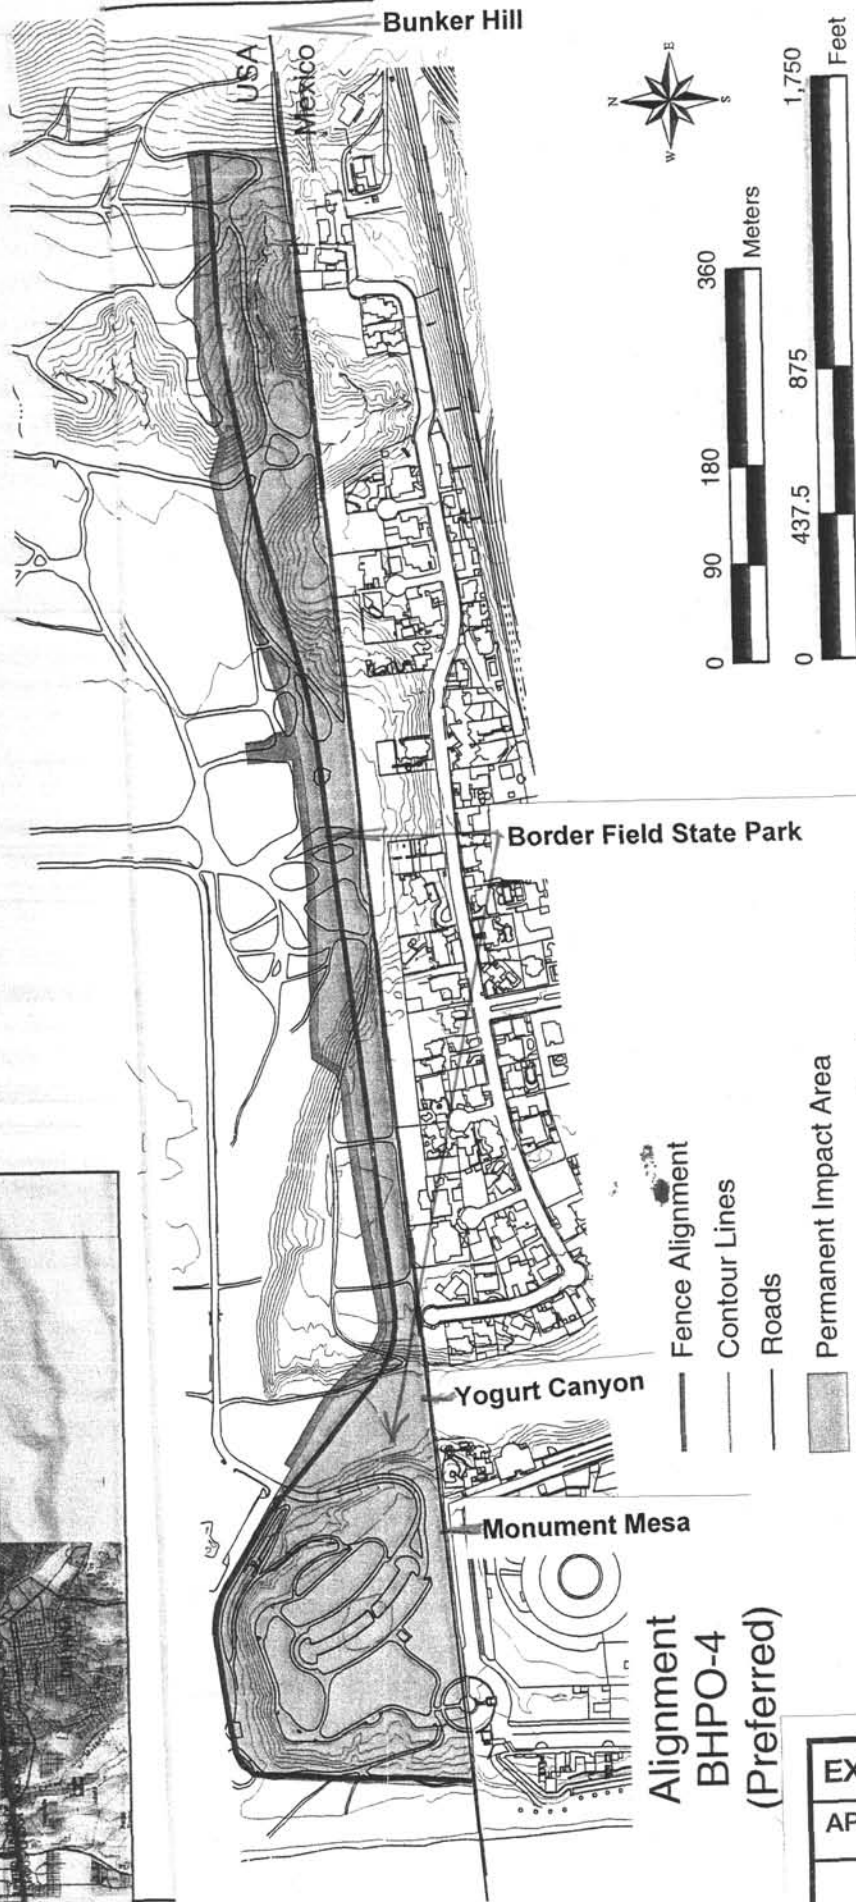 Bunker Hill
USA
Mexico
N
E
S
W
0 90 180 360
Meters
0 437.5 875 1,750
Feet
Border Field State Park
Yogurt Canyon
Monument Mesa
Fence Alignment
Contour Lines
Roads
Permanent Impact Area
Alignment
BHPO-4
(Preferred)